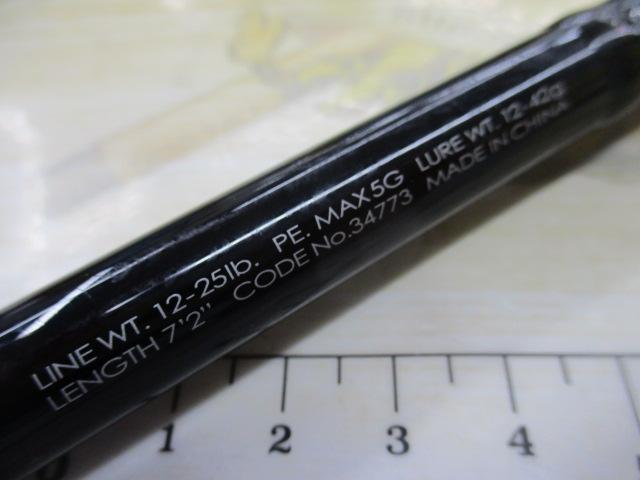 LINE WT. 12-25lb. PE. MAX5G LURE WT. 12-42g
LENGTH 7'2" CODE No.34773 MADE IN CHINA
0 1 2 3 4